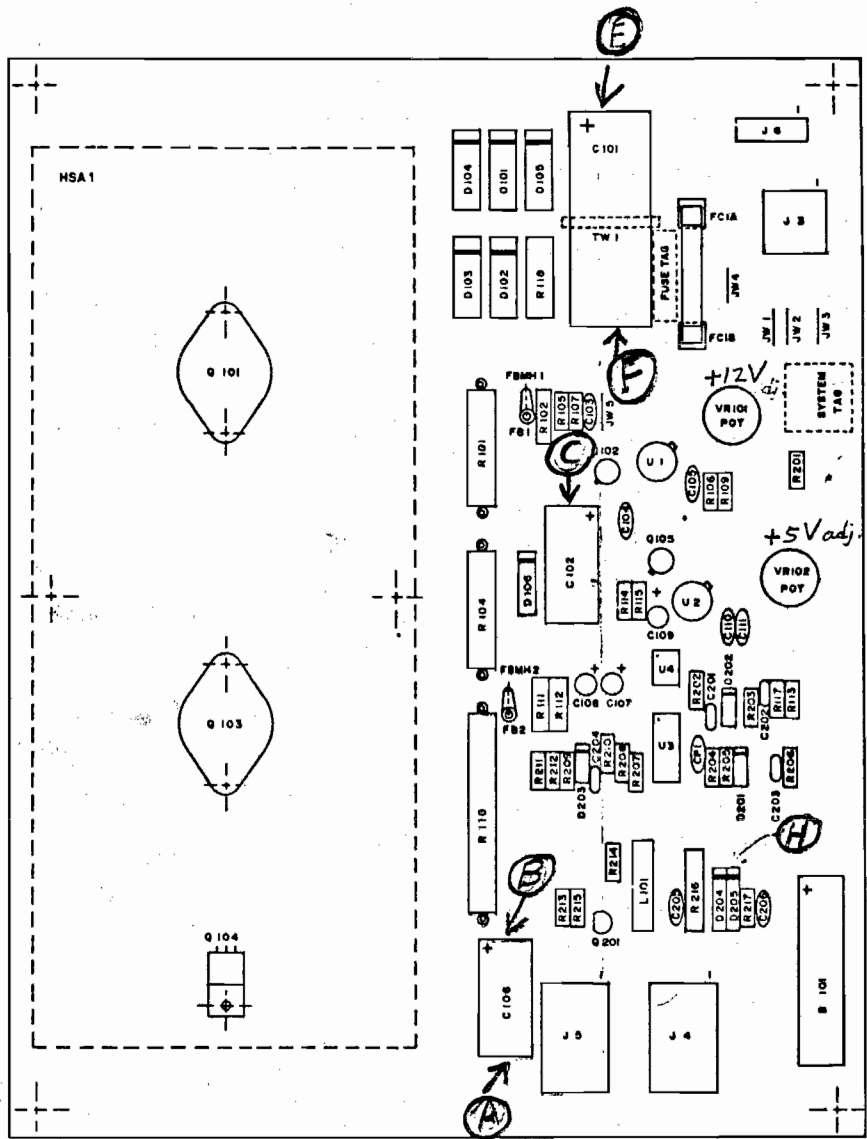 E
HSA1
D104
D101
D105
+
C101
TW1
J6
J3
FC1A
FUSE TAG
JW4
D103
D102
R118
JW1
JW2
JW3
FC1B
F
Q101
+12V
VR101
POT
SYSTEM
TAG
FBMH1
FB1
R102
R105
R107
C103
JW5
R101
C
U1
C105
R106
R109
R201
+
C102
C104
+5V adj.
VR102
POT
Q105
D106
R114
R115
+
C109
U2
R104
C110
C111
FBMH2
FB2
R111
R112
+
C108
+
C107
U4
R202
C201
D202
R203
C202
R117
R113
Q103
U3
R211
R212
R209
D203
C204
R210
R208
R207
CF1
R204
R205
D201
C203
R206
R110
H
B
R214
L101
C205
R216
D204
D205
R217
C206
+
B101
R213
R215
Q201
Q104
+
C106
J5
J4
A